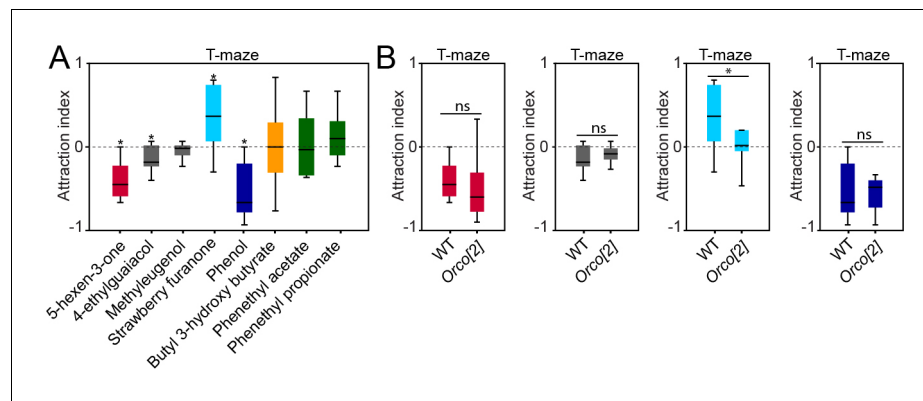 A
T-maze
1
0
-1
Attraction index
*
*
*
*
5-hexen-3-one
4-ethylguaiacol
Methyleugenol
Strawberry furanone
Phenol
Butyl 3-hydroxy butyrate
Phenethyl acetate
Phenethyl propionate
B
T-maze
1
0
-1
Attraction index
ns
WT
Orco[2]
T-maze
1
0
-1
Attraction index
ns
WT
Orco[2]
T-maze
1
0
-1
Attraction index
*
WT
Orco[2]
T-maze
1
0
-1
Attraction index
ns
WT
Orco[2]